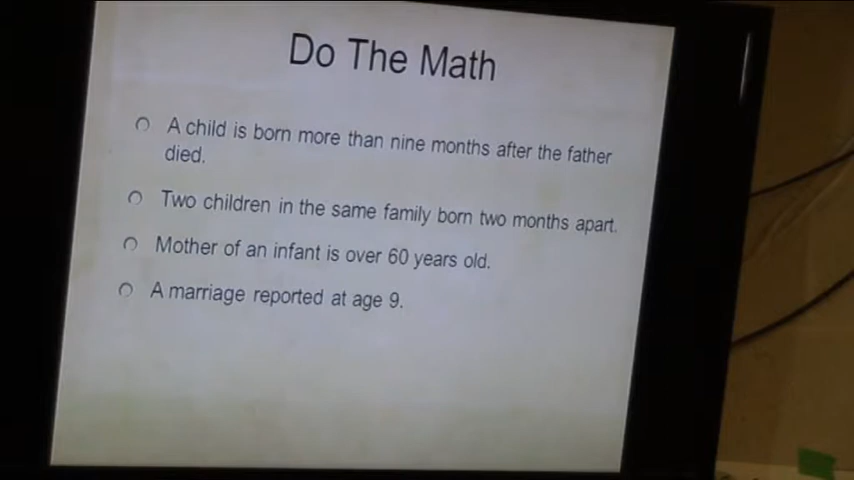 Do The Math
A child is born more than nine months after the father
died.
Two children in the same family born two months apart.
Mother of an infant is over 60 years old.
A marriage reported at age 9.